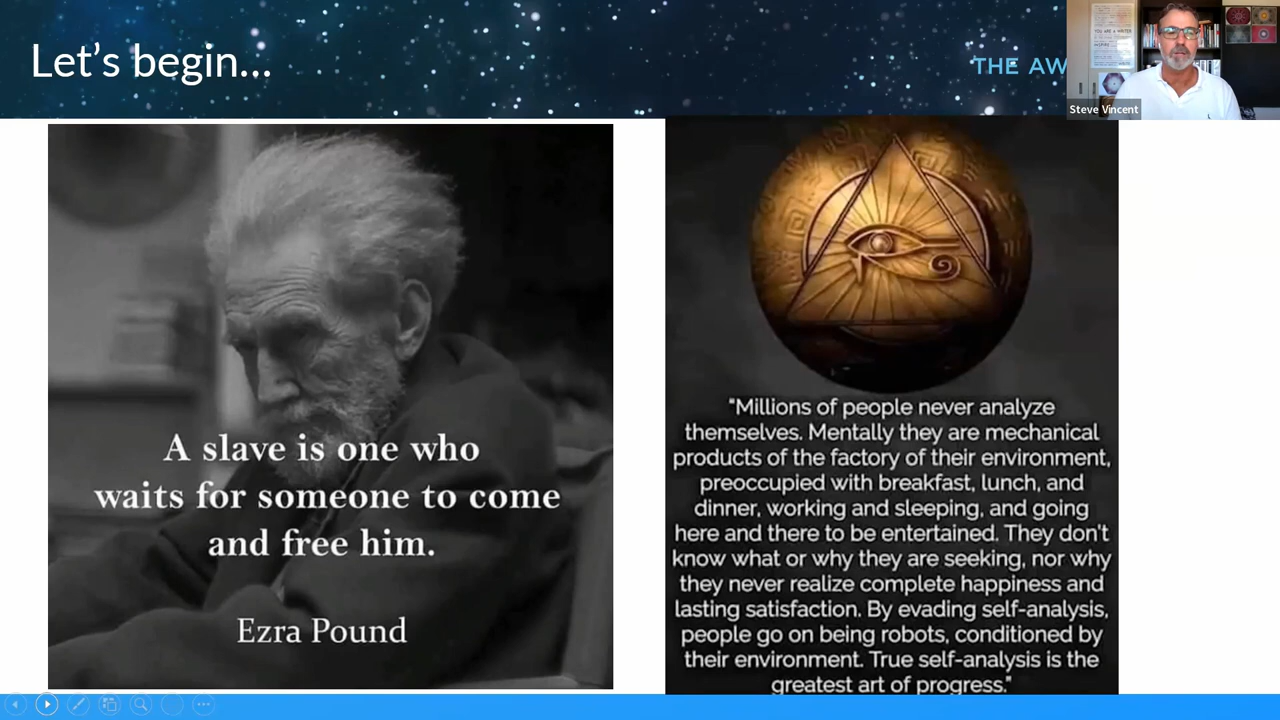 Let's begin...
THE AW
Steve Vincent
A slave is one who
waits for someone to come
and free him.
Ezra Pound
"Millions of people never analyze
themselves. Mentally they are mechanical
products of the factory of their environment,
preoccupied with breakfast, lunch, and
dinner, working and sleeping, and going
here and there to be entertained. They don't
know what or why they are seeking, nor why
they never realize complete happiness and
lasting satisfaction. By evading self-analysis,
people go on being robots, conditioned by
their environment. True self-analysis is the
greatest art of progress."